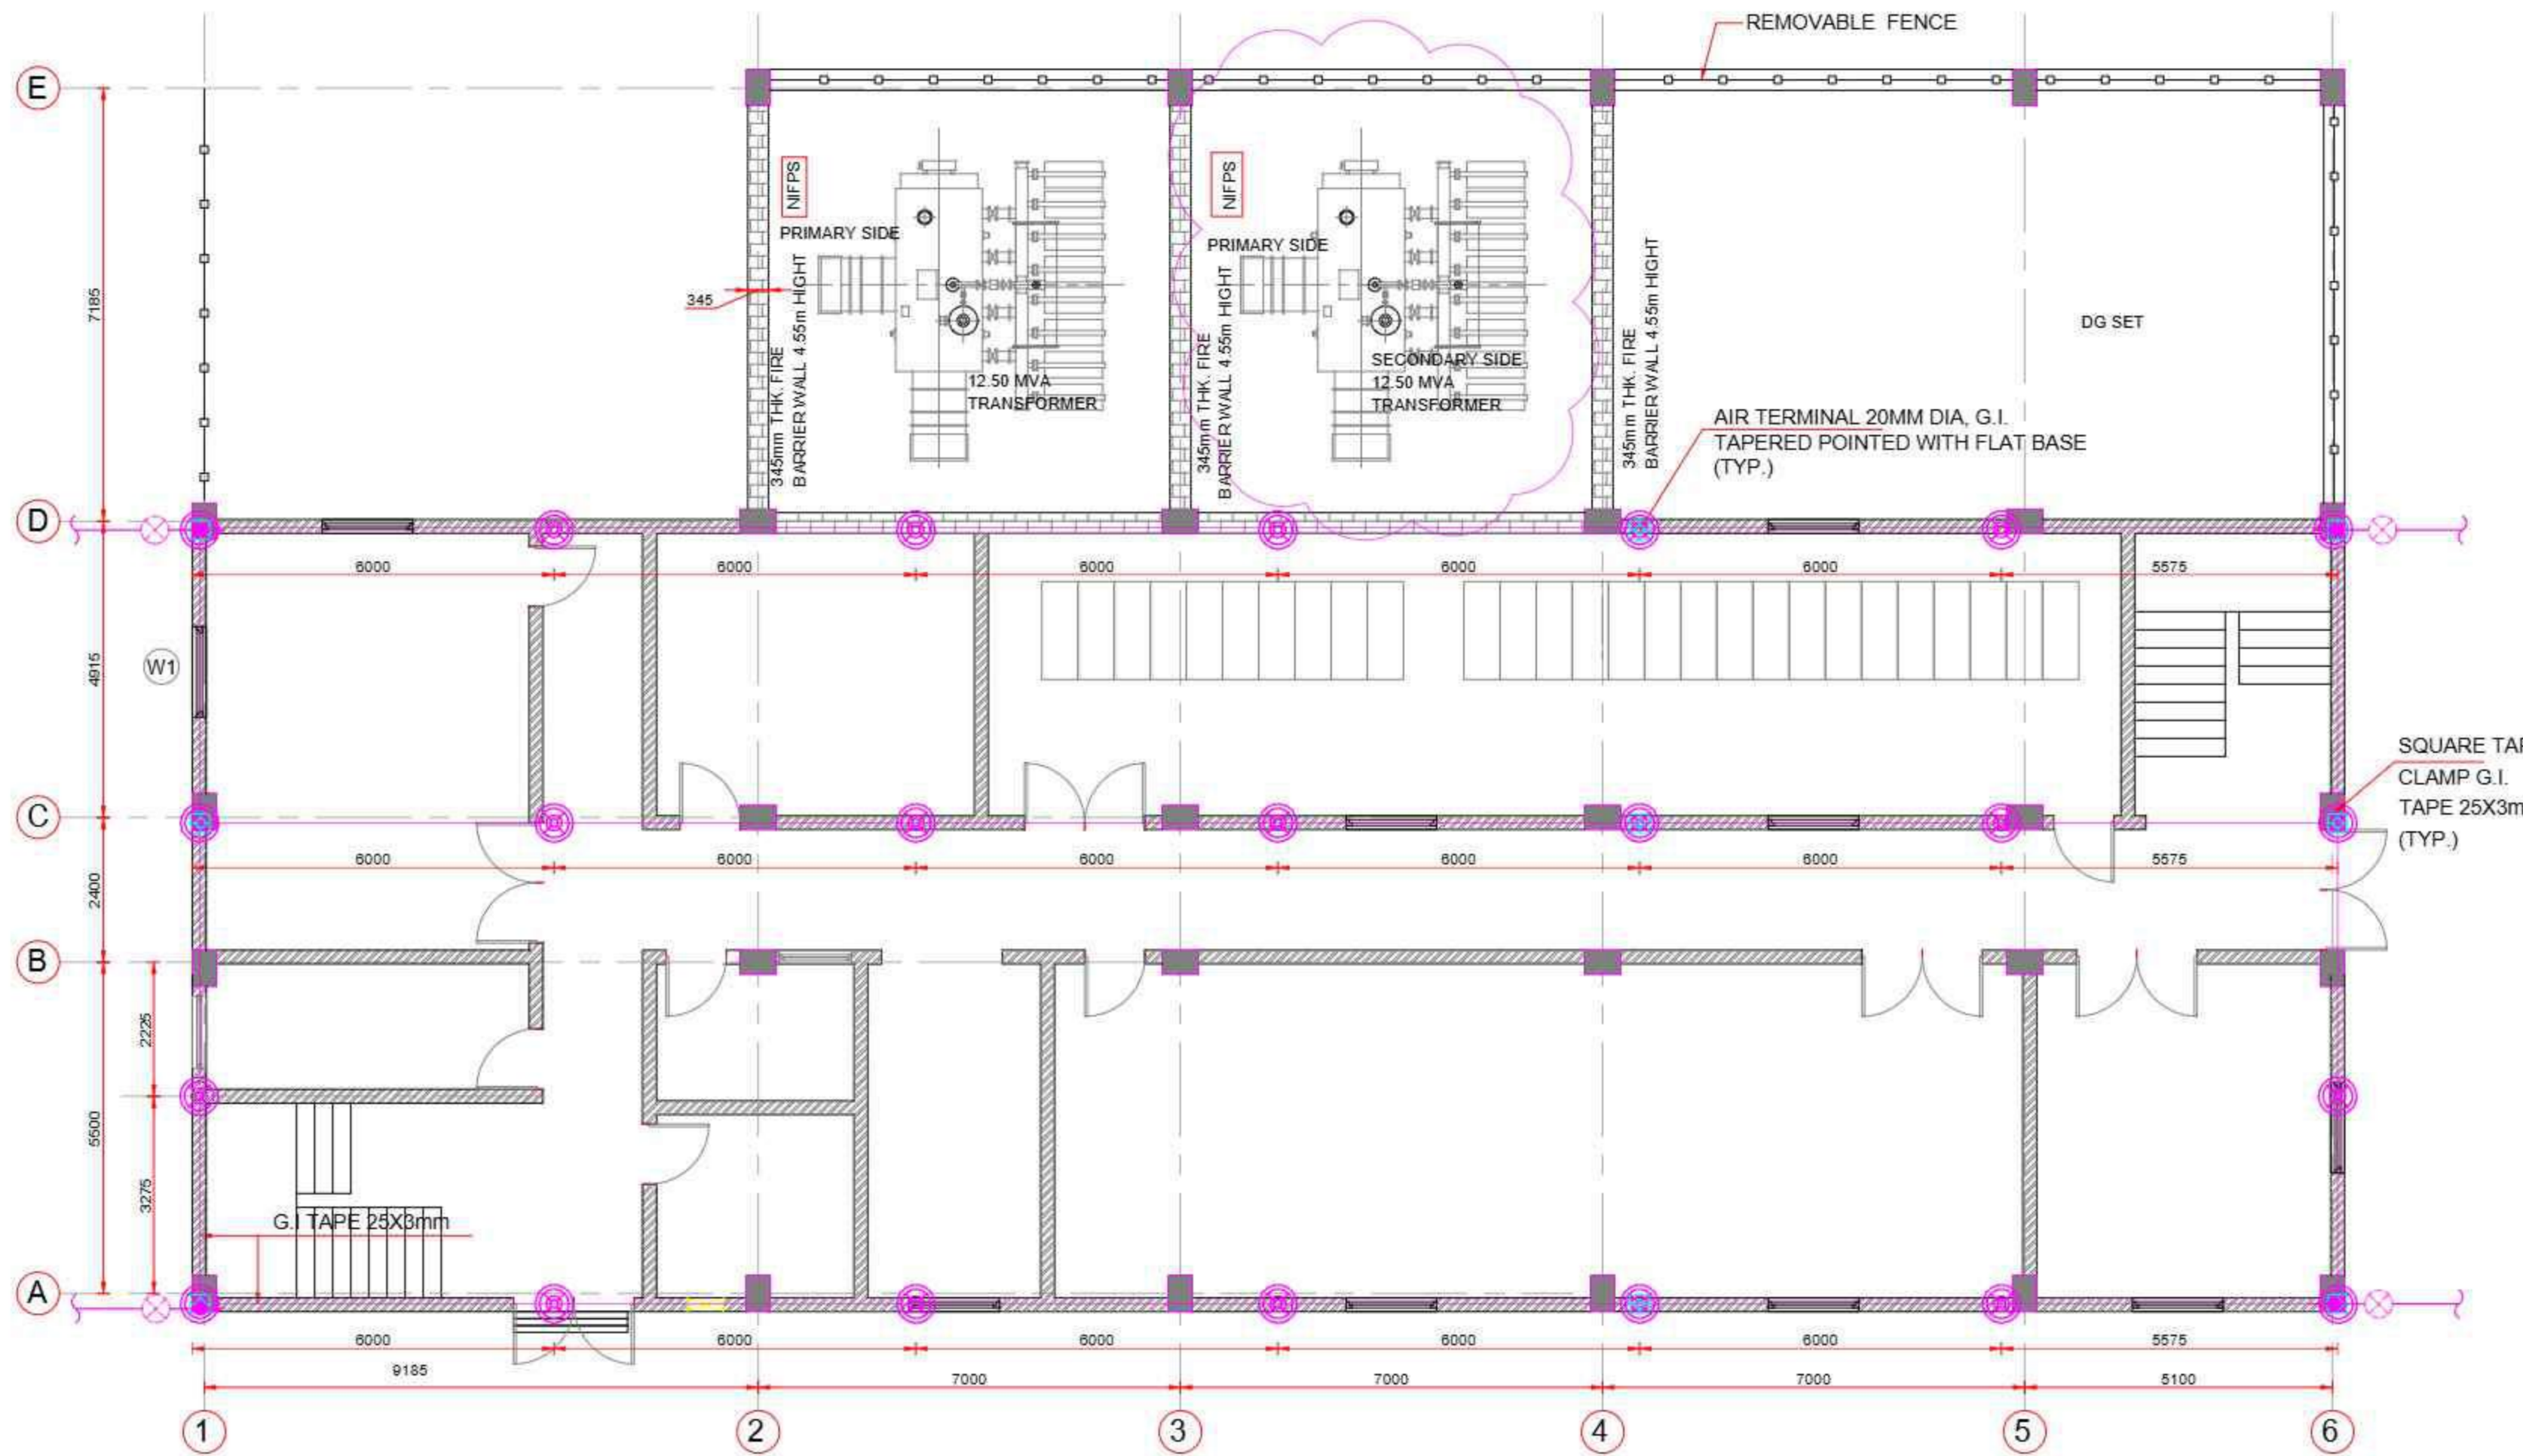 REMOVABLE FENCE
E
NIFPS
NIFPS
PRIMARY SIDE
PRIMARY SIDE
345
7185
345mm THK. FIRE
BARRIER WALL 4.55m HIGHT
345mm THK. FIRE
BARRIER WALL 4.55m HIGHT
345mm THK. FIRE
BARRIER WALL 4.55m HIGHT
DG SET
12.50 MVA
TRANSFORMER
SECONDARY SIDE
12.50 MVA
TRANSFORMER
AIR TERMINAL 20MM DIA, G.I.
TAPERED POINTED WITH FLAT BASE
(TYP.)
D
6000
6000
6000
6000
6000
5575
4915
W1
SQUARE TAP
CLAMP G.I.
TAPE 25X3m
(TYP.)
C
6000
6000
6000
6000
6000
5575
2400
B
2225
5500
3275
G.I TAPE 25X3mm
A
6000
6000
6000
6000
6000
5575
9185
7000
7000
7000
5100
1
2
3
4
5
6